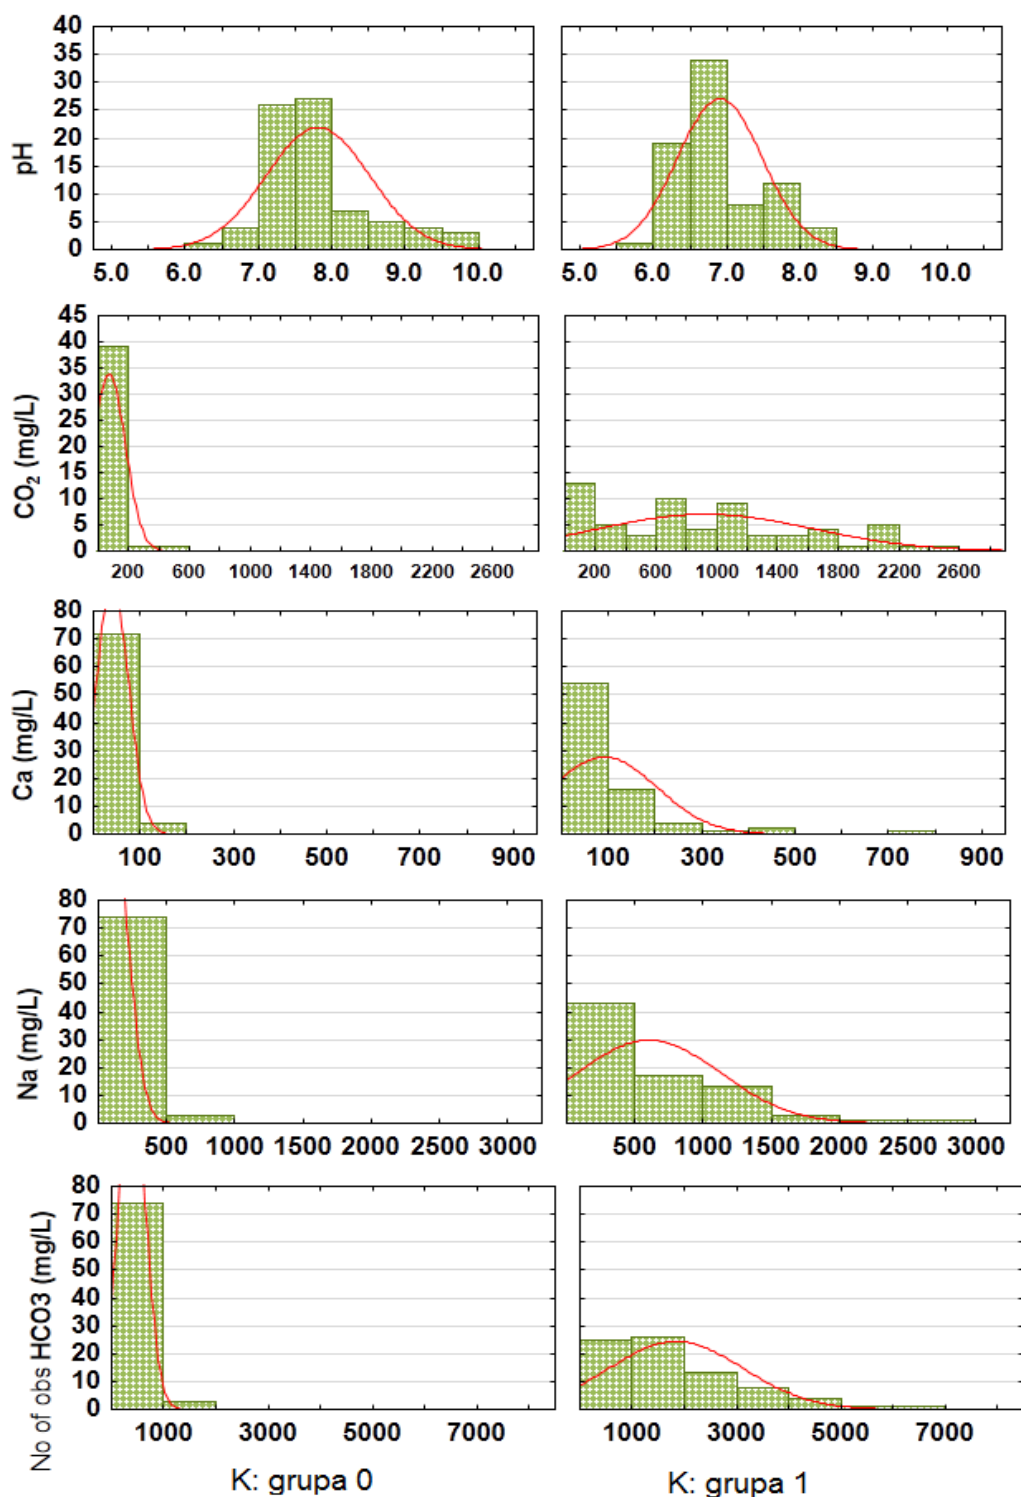 40
35
30
25
20
15
10
5
0
pH
5.0 6.0 7.0 8.0 9.0 10.0
5.0 6.0 7.0 8.0 9.0 10.0
45
40
35
30
25
20
15
10
5
0
CO₂ (mg/L)
200 600 1000 1400 1800 2200 2600
200 600 1000 1400 1800 2200 2600
80
70
60
50
40
30
20
10
0
Ca (mg/L)
100 300 500 700 900
100 300 500 700 900
80
70
60
50
40
30
20
10
0
Na (mg/L)
500 1000 1500 2000 2500 3000
500 1000 1500 2000 2500 3000
80
70
60
50
40
30
20
10
0
No of obs HCO3 (mg/L)
1000 3000 5000 7000
1000 3000 5000 7000
K: grupa 0
K: grupa 1